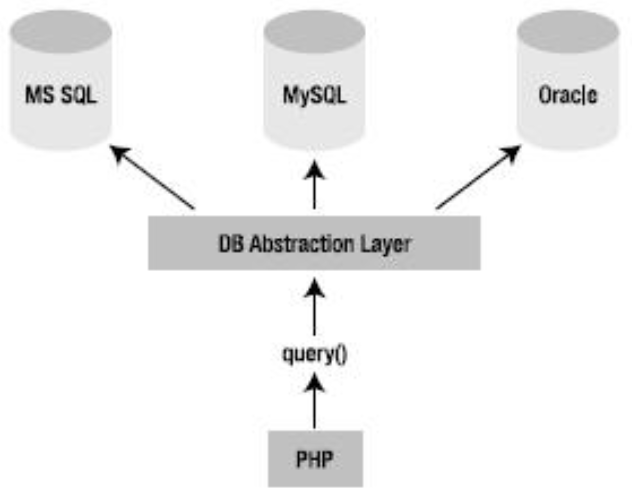 MS SQL
MySQL
Oracle
DB Abstraction Layer
query()
PHP